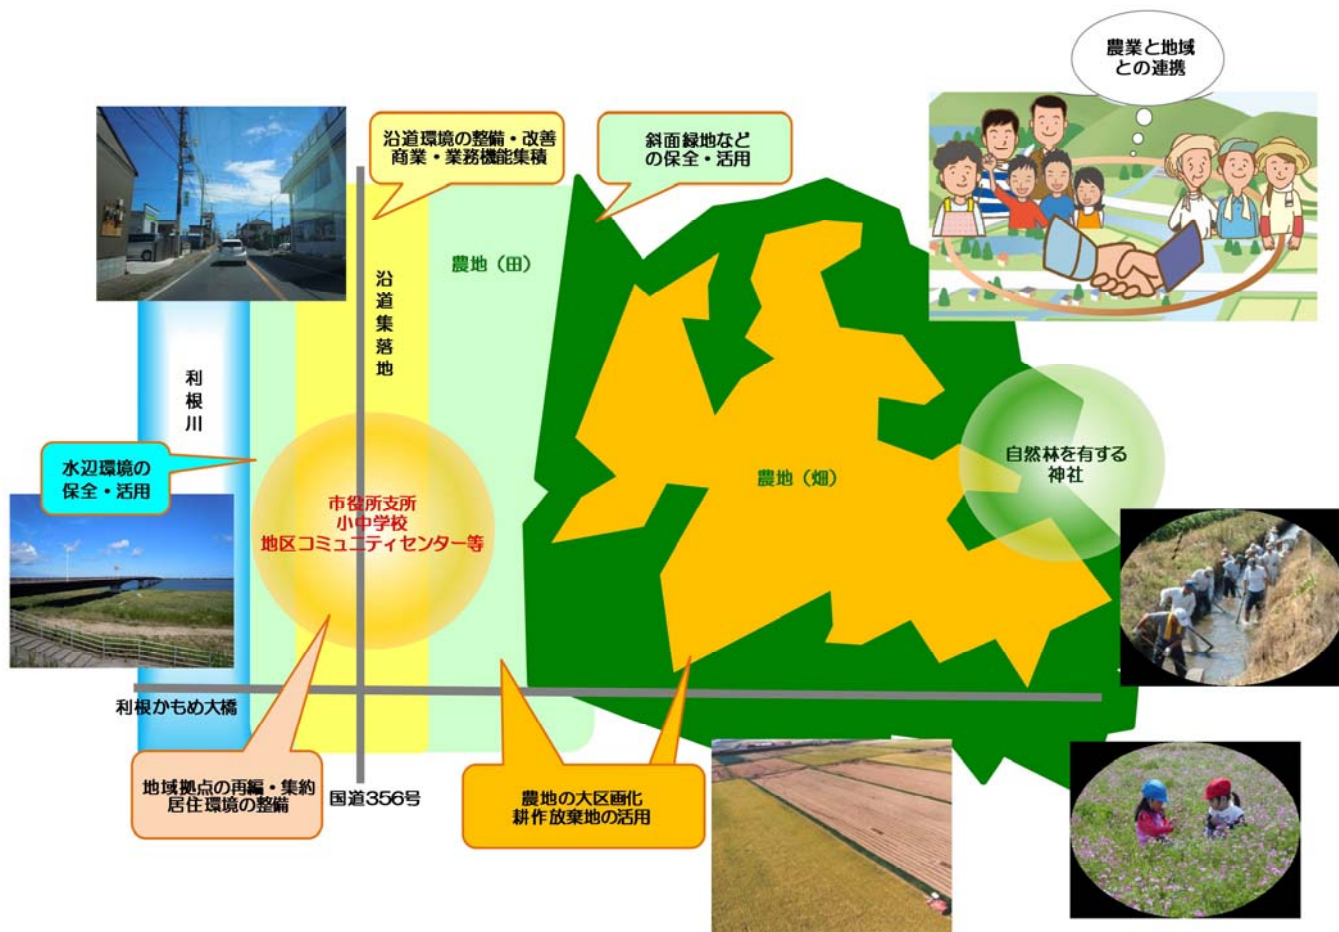 農業と地域
との連携
沿道環境の整備・改善
商業・業務機能集積
斜面緑地など
の保全・活用
農地（田）
沿道集落地
利根川
水辺環境の
保全・活用
市役所支所
小中学校
地区コミュニティセンター等
農地（畑）
自然林を有する
神社
利根かもめ大橋
地域拠点の再編・集約
居住環境の整備
国道356号
農地の大区画化
耕作放棄地の活用